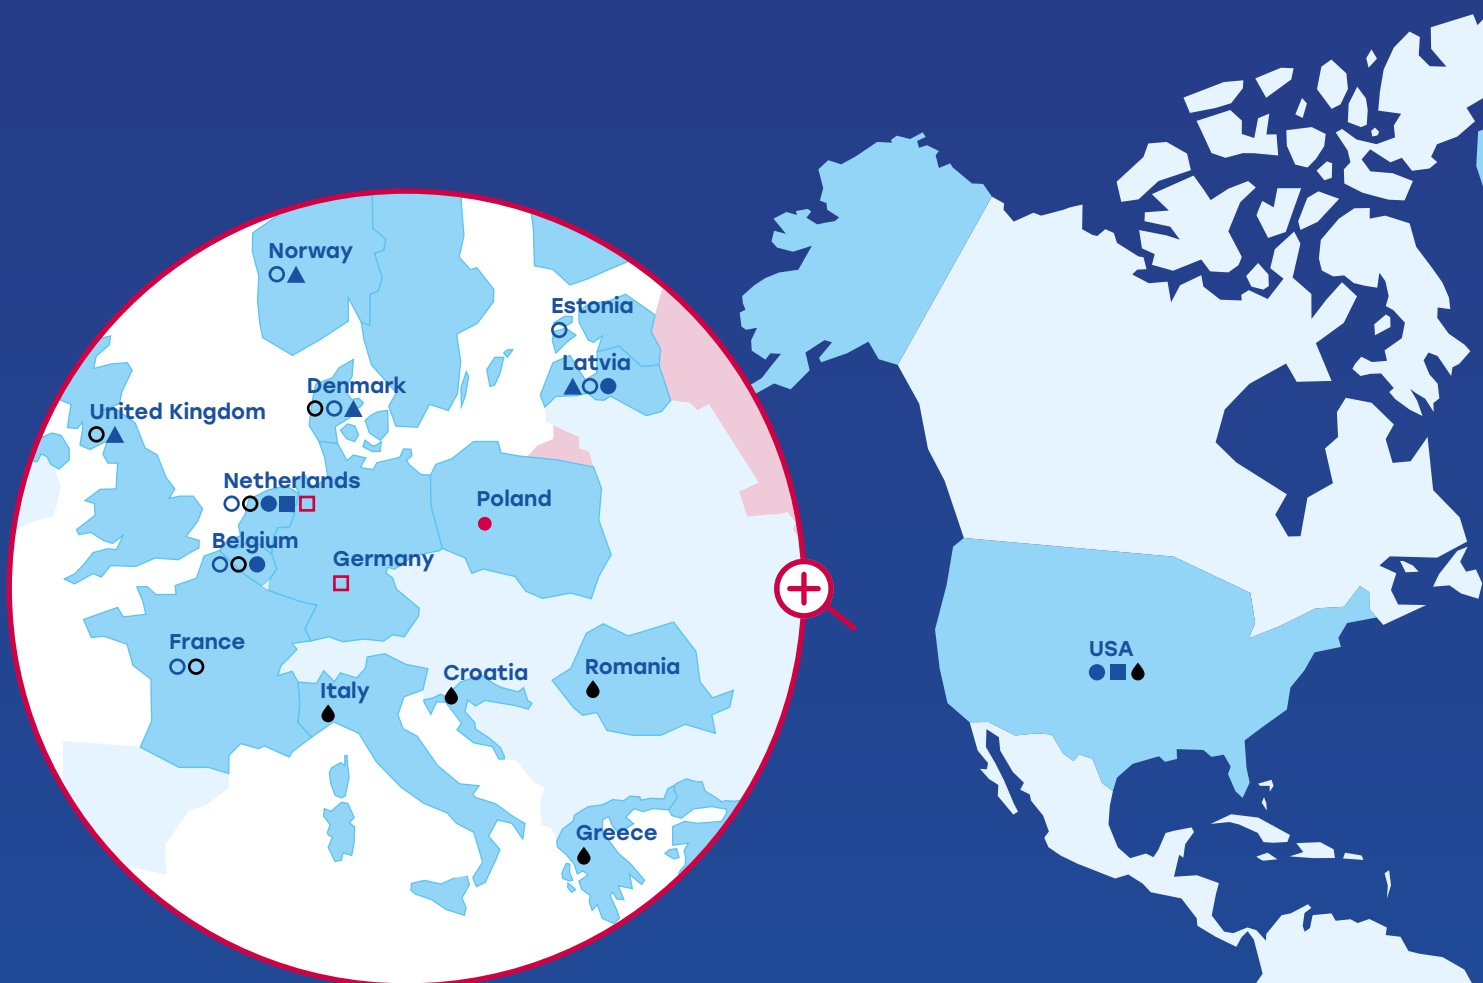 Norway
Estonia
Latvia
Denmark
United Kingdom
Netherlands
Poland
Belgium
Germany
France
USA
Romania
Croatia
Italy
Greece